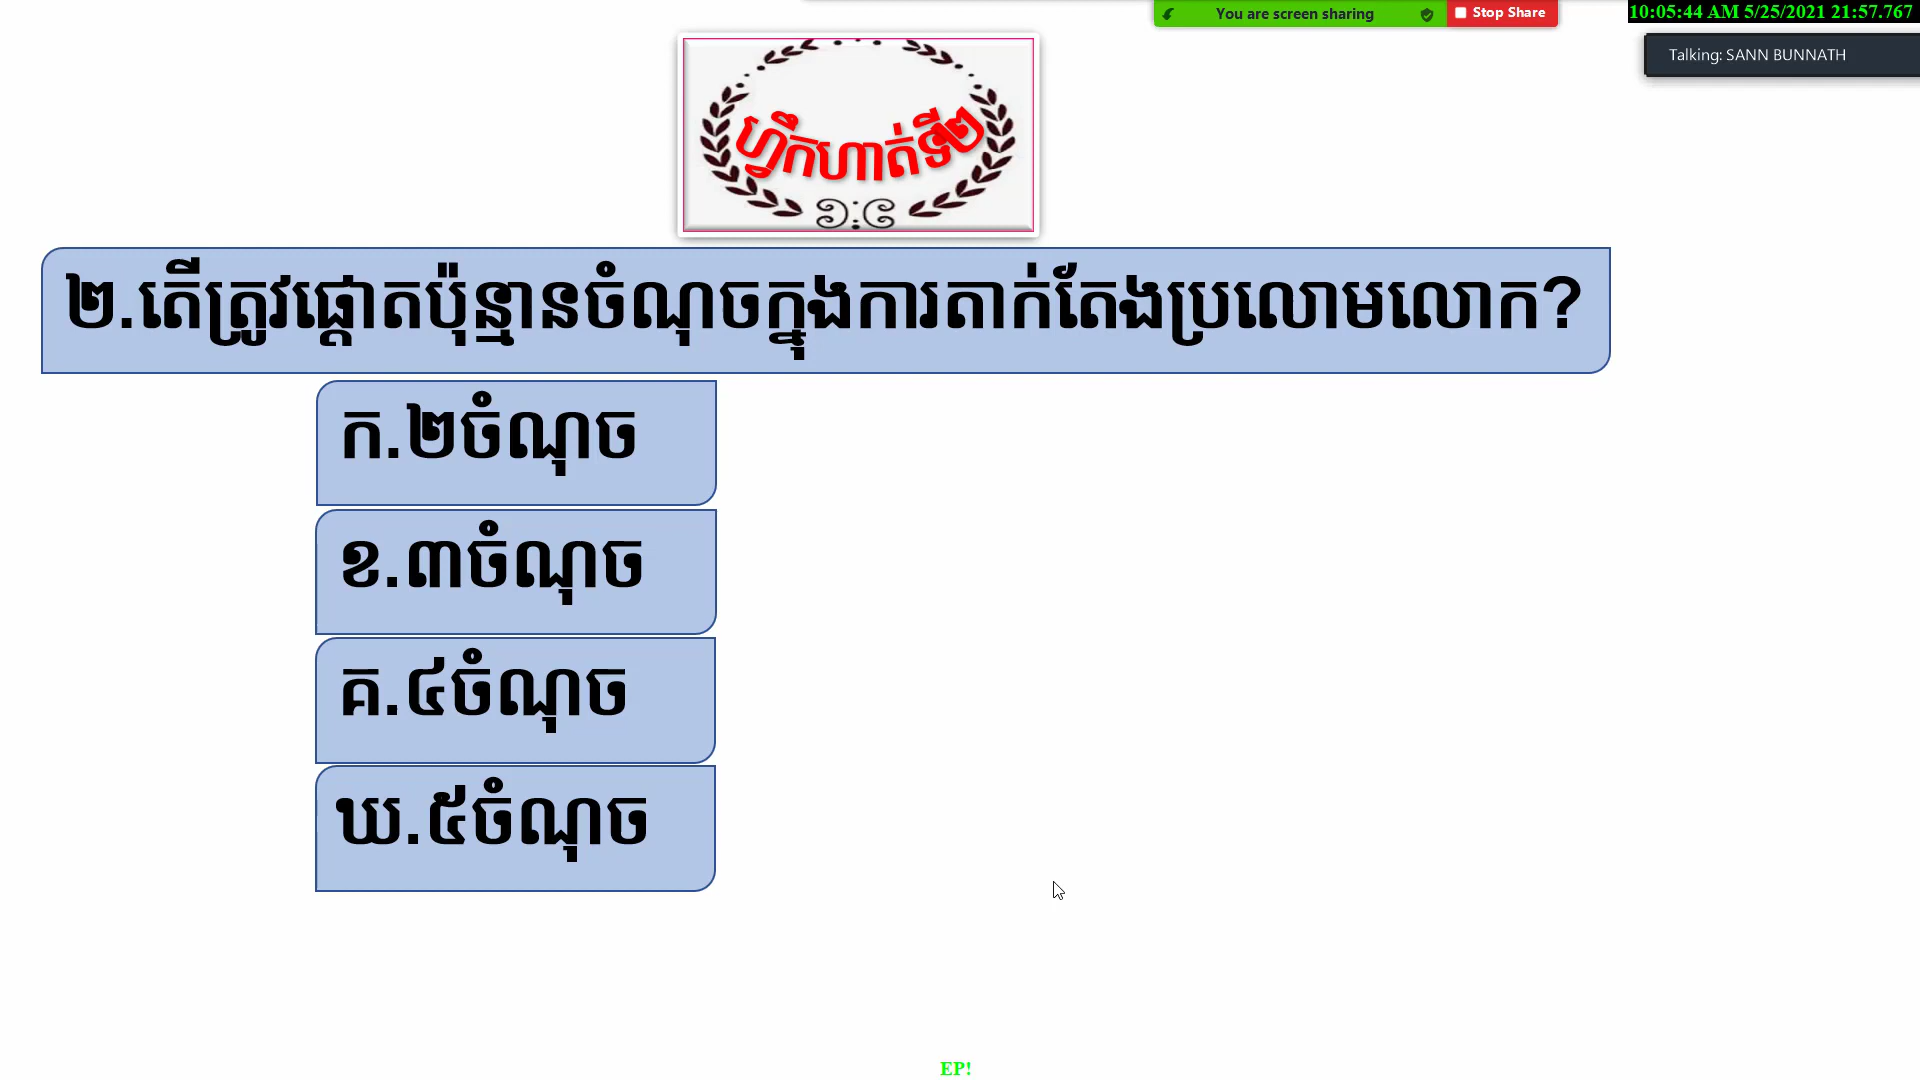 You are screen sharing
Stop Share
10:05:44 AM 5/25/2021 21:57.767
Talking: SANN BUNNATH
ហ្វឹកហាត់ទី២
២.តើត្រូវផ្ដោតប៉ុន្មានចំណុចក្នុងការតាក់តែងប្រលោមលោក?
ក.២ចំណុច
ខ.៣ចំណុច
គ.៤ចំណុច
ឃ.៥ចំណុច
EP!